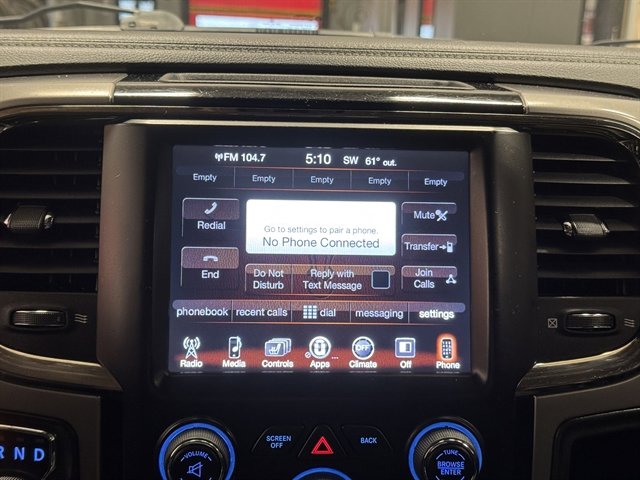 FM 104.7 5:10 SW 61° out.
Empty Empty Empty Empty Empty
Redial
Go to settings to pair a phone.
No Phone Connected
Mute
Transfer
End
Do Not Disturb
Reply with Text Message
Join Calls
phonebook recent calls dial messaging settings
OFF
Radio Media Controls Apps Climate Off Phone
R N D
VOLUME
SCREEN OFF
BACK
TUNE
BROWSE
ENTER